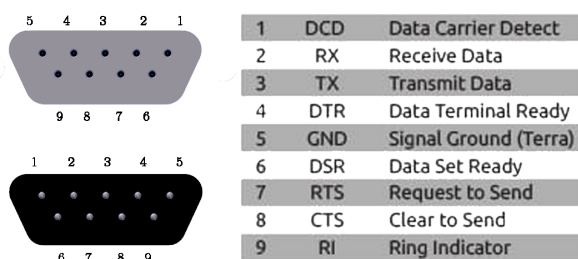 5 4 3 2 1
9 8 7 6
1 2 3 4 5
6 7 8 9
1 DCD Data Carrier Detect
2 RX Receive Data
3 TX Transmit Data
4 DTR Data Terminal Ready
5 GND Signal Ground (Terra)
6 DSR Data Set Ready
7 RTS Request to Send
8 CTS Clear to Send
9 RI Ring Indicator